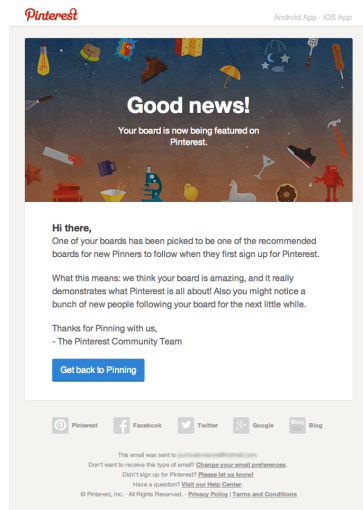 Pinterest
Android App - iOS App
Good news!
Your board is now being featured on
Pinterest.
Hi there,
One of your boards has been picked to be one of the recommended
boards for new Pinners to follow when they first sign up for Pinterest.
What this means: we think your board is amazing, and it really
demonstrates what Pinterest is all about! Also you might notice a
bunch of new people following your board for the next little while.
Thanks for Pinning with us,
- The Pinterest Community Team
Get back to Pinning
Pinterest Facebook Twitter Google Blog
This email was sent to
Don't want to receive this type of email? Change your email preferences.
Didn't sign up for Pinterest? Please let us know!
Have a question? Visit our Help Center.
© Pinterest, Inc. - All Rights Reserved. - Privacy Policy | Terms and Conditions